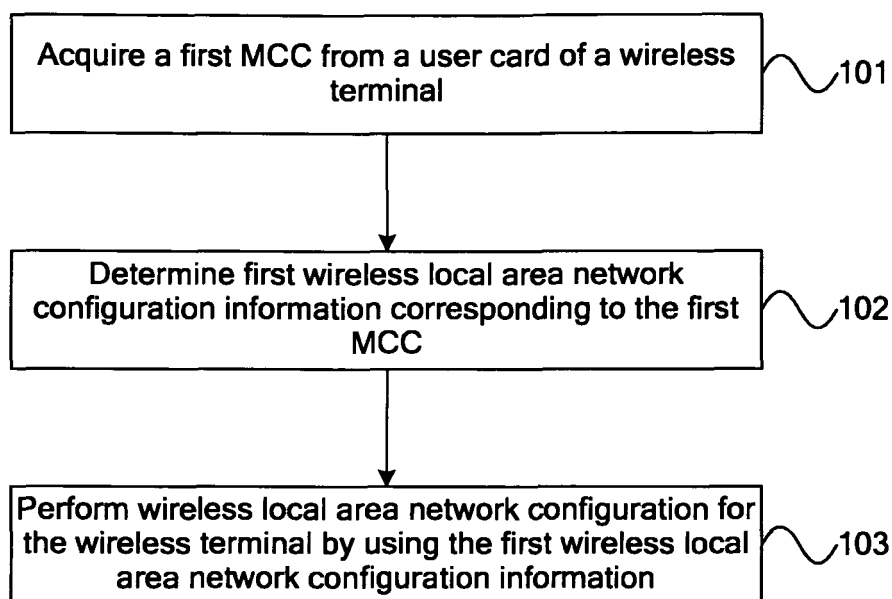 Acquire a first MCC from a user card of a wireless
terminal
101
Determine first wireless local area network
configuration information corresponding to the first
MCC
102
Perform wireless local area network configuration for
the wireless terminal by using the first wireless local
area network configuration information
103